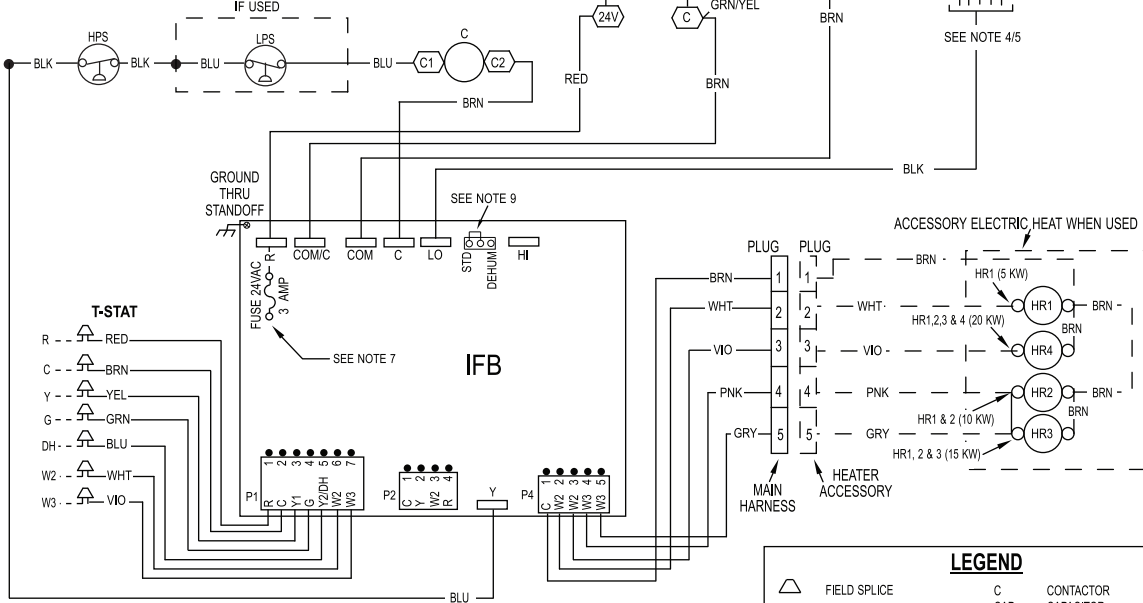 IF USED
HPS
LPS
C
24V
C
GRN/YEL
BRN
SEE NOTE 4/5
BLK
BLK
BLU
BLU
C1
C2
BRN
RED
BRN
BLK
GROUND
THRU
STANDOFF
SEE NOTE 9
R
COM/C
COM
C
LO
STD
DEHUM
HI
FUSE 24VAC
3 AMP
SEE NOTE 7
IFB
T-STAT
R
RED
C
BRN
Y
YEL
G
GRN
DH
BLU
W2
WHT
W3
VIO
P1
1 2 3 4 5 6 7
R C Y1 G Y2/DH W2 W3
P2
1 2 3 4
C Y W2 R
Y
P4
1 2 3 4 5
C W2 W2 W3 W3
BLU
PLUG
PLUG
BRN
1
1
BRN
WHT
2
2
WHT
VIO
3
3
VIO
PNK
4
4
PNK
GRY
5
5
GRY
MAIN
HARNESS
HEATER
ACCESSORY
ACCESSORY ELECTRIC HEAT WHEN USED
HR1 (5 KW)
HR1
BRN
HR1,2,3 & 4 (20 KW)
BRN
HR4
HR2
BRN
HR1 & 2 (10 KW)
BRN
HR3
HR1, 2 & 3 (15 KW)
LEGEND
FIELD SPLICE
C CONTACTOR